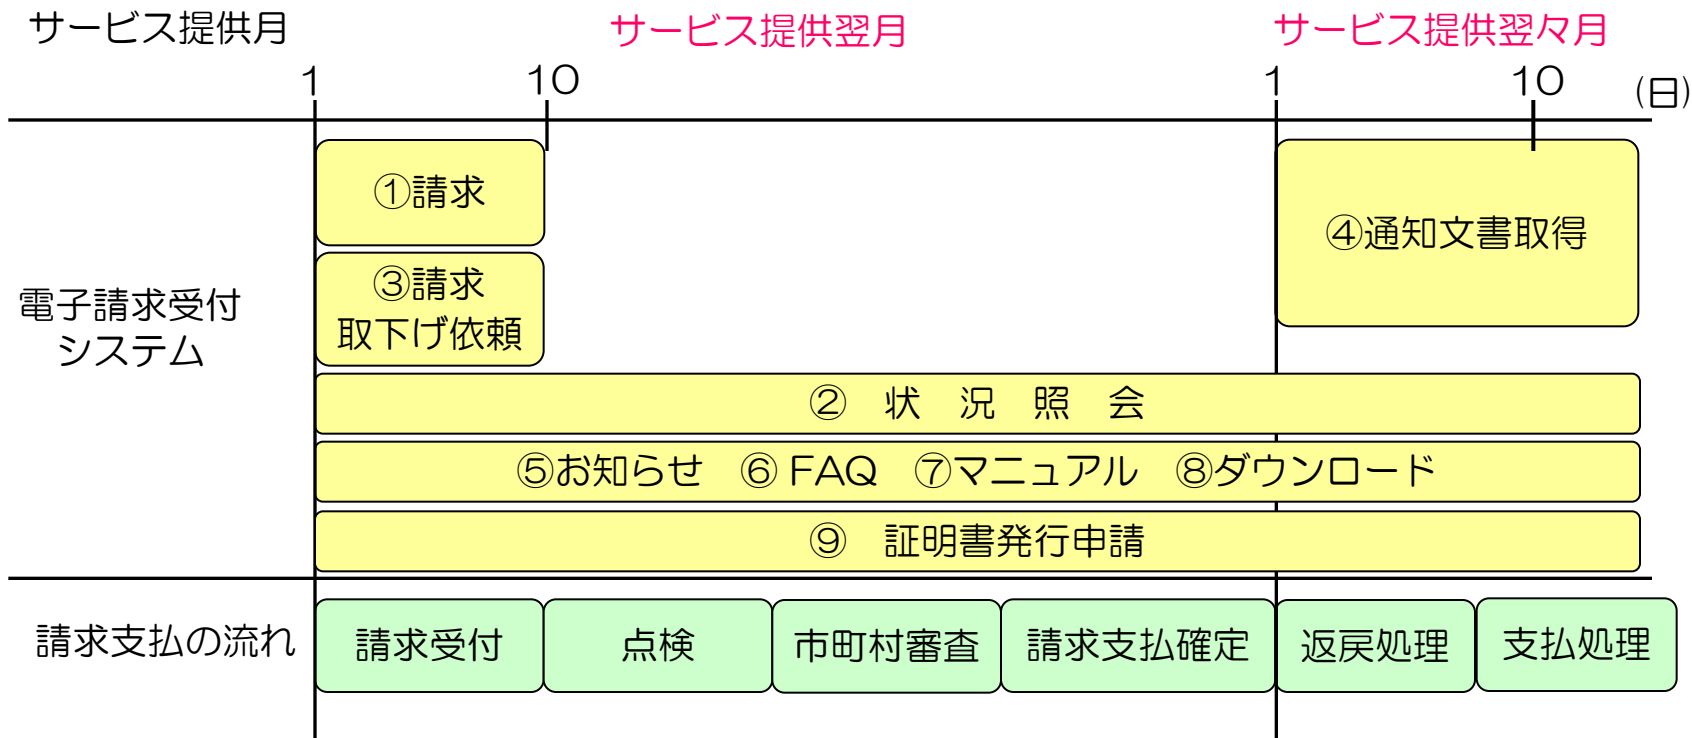 サービス提供月
サービス提供翌月
サービス提供翌々月
1
10
1
10
(日)
①請求
③請求
取下げ依頼
④通知文書取得
電子請求受付
システム
② 状 況 照 会
⑤お知らせ ⑥ FAQ ⑦マニュアル ⑧ダウンロード
⑨ 証明書発行申請
請求支払の流れ
請求受付
点検
市町村審査
請求支払確定
返戻処理
支払処理